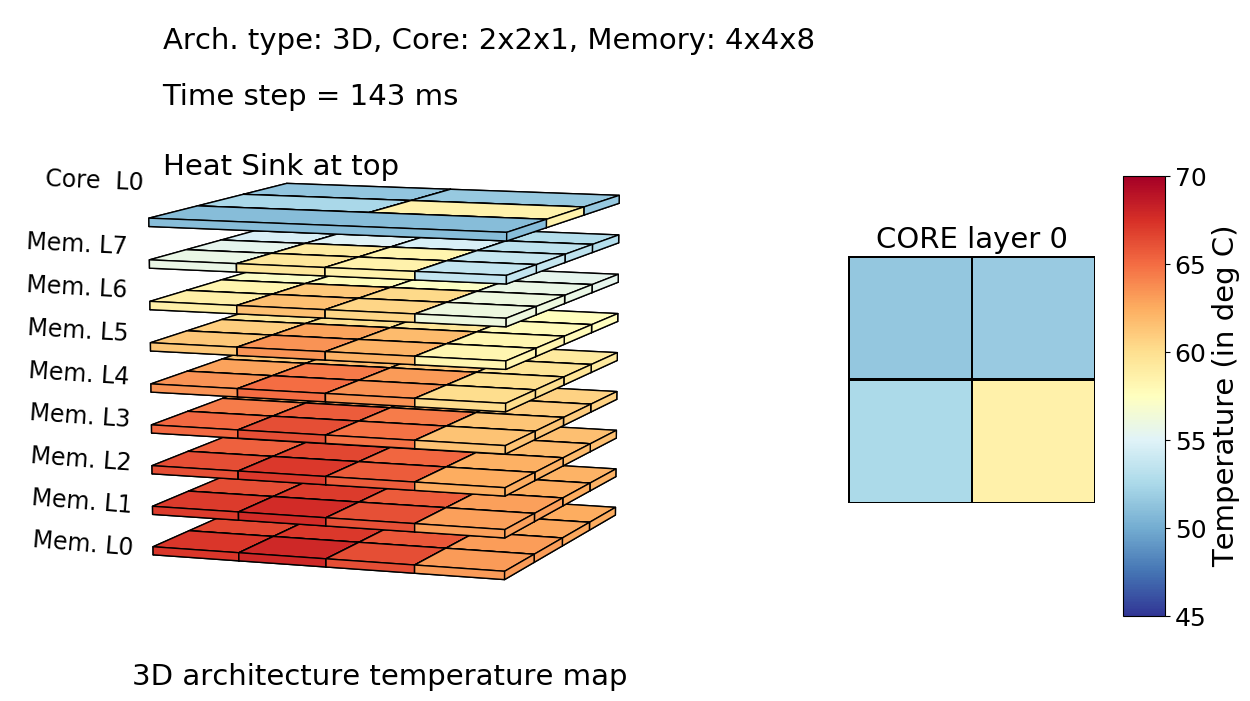 Arch. type: 3D, Core: 2x2x1, Memory: 4x4x8
Time step = 143 ms
Heat Sink at top
Core  L0
Mem. L7
Mem. L6
Mem. L5
Mem. L4
Mem. L3
Mem. L2
Mem. L1
Mem. L0
3D architecture temperature map
CORE layer 0
70
65
60
55
50
45
Temperature (in deg C)